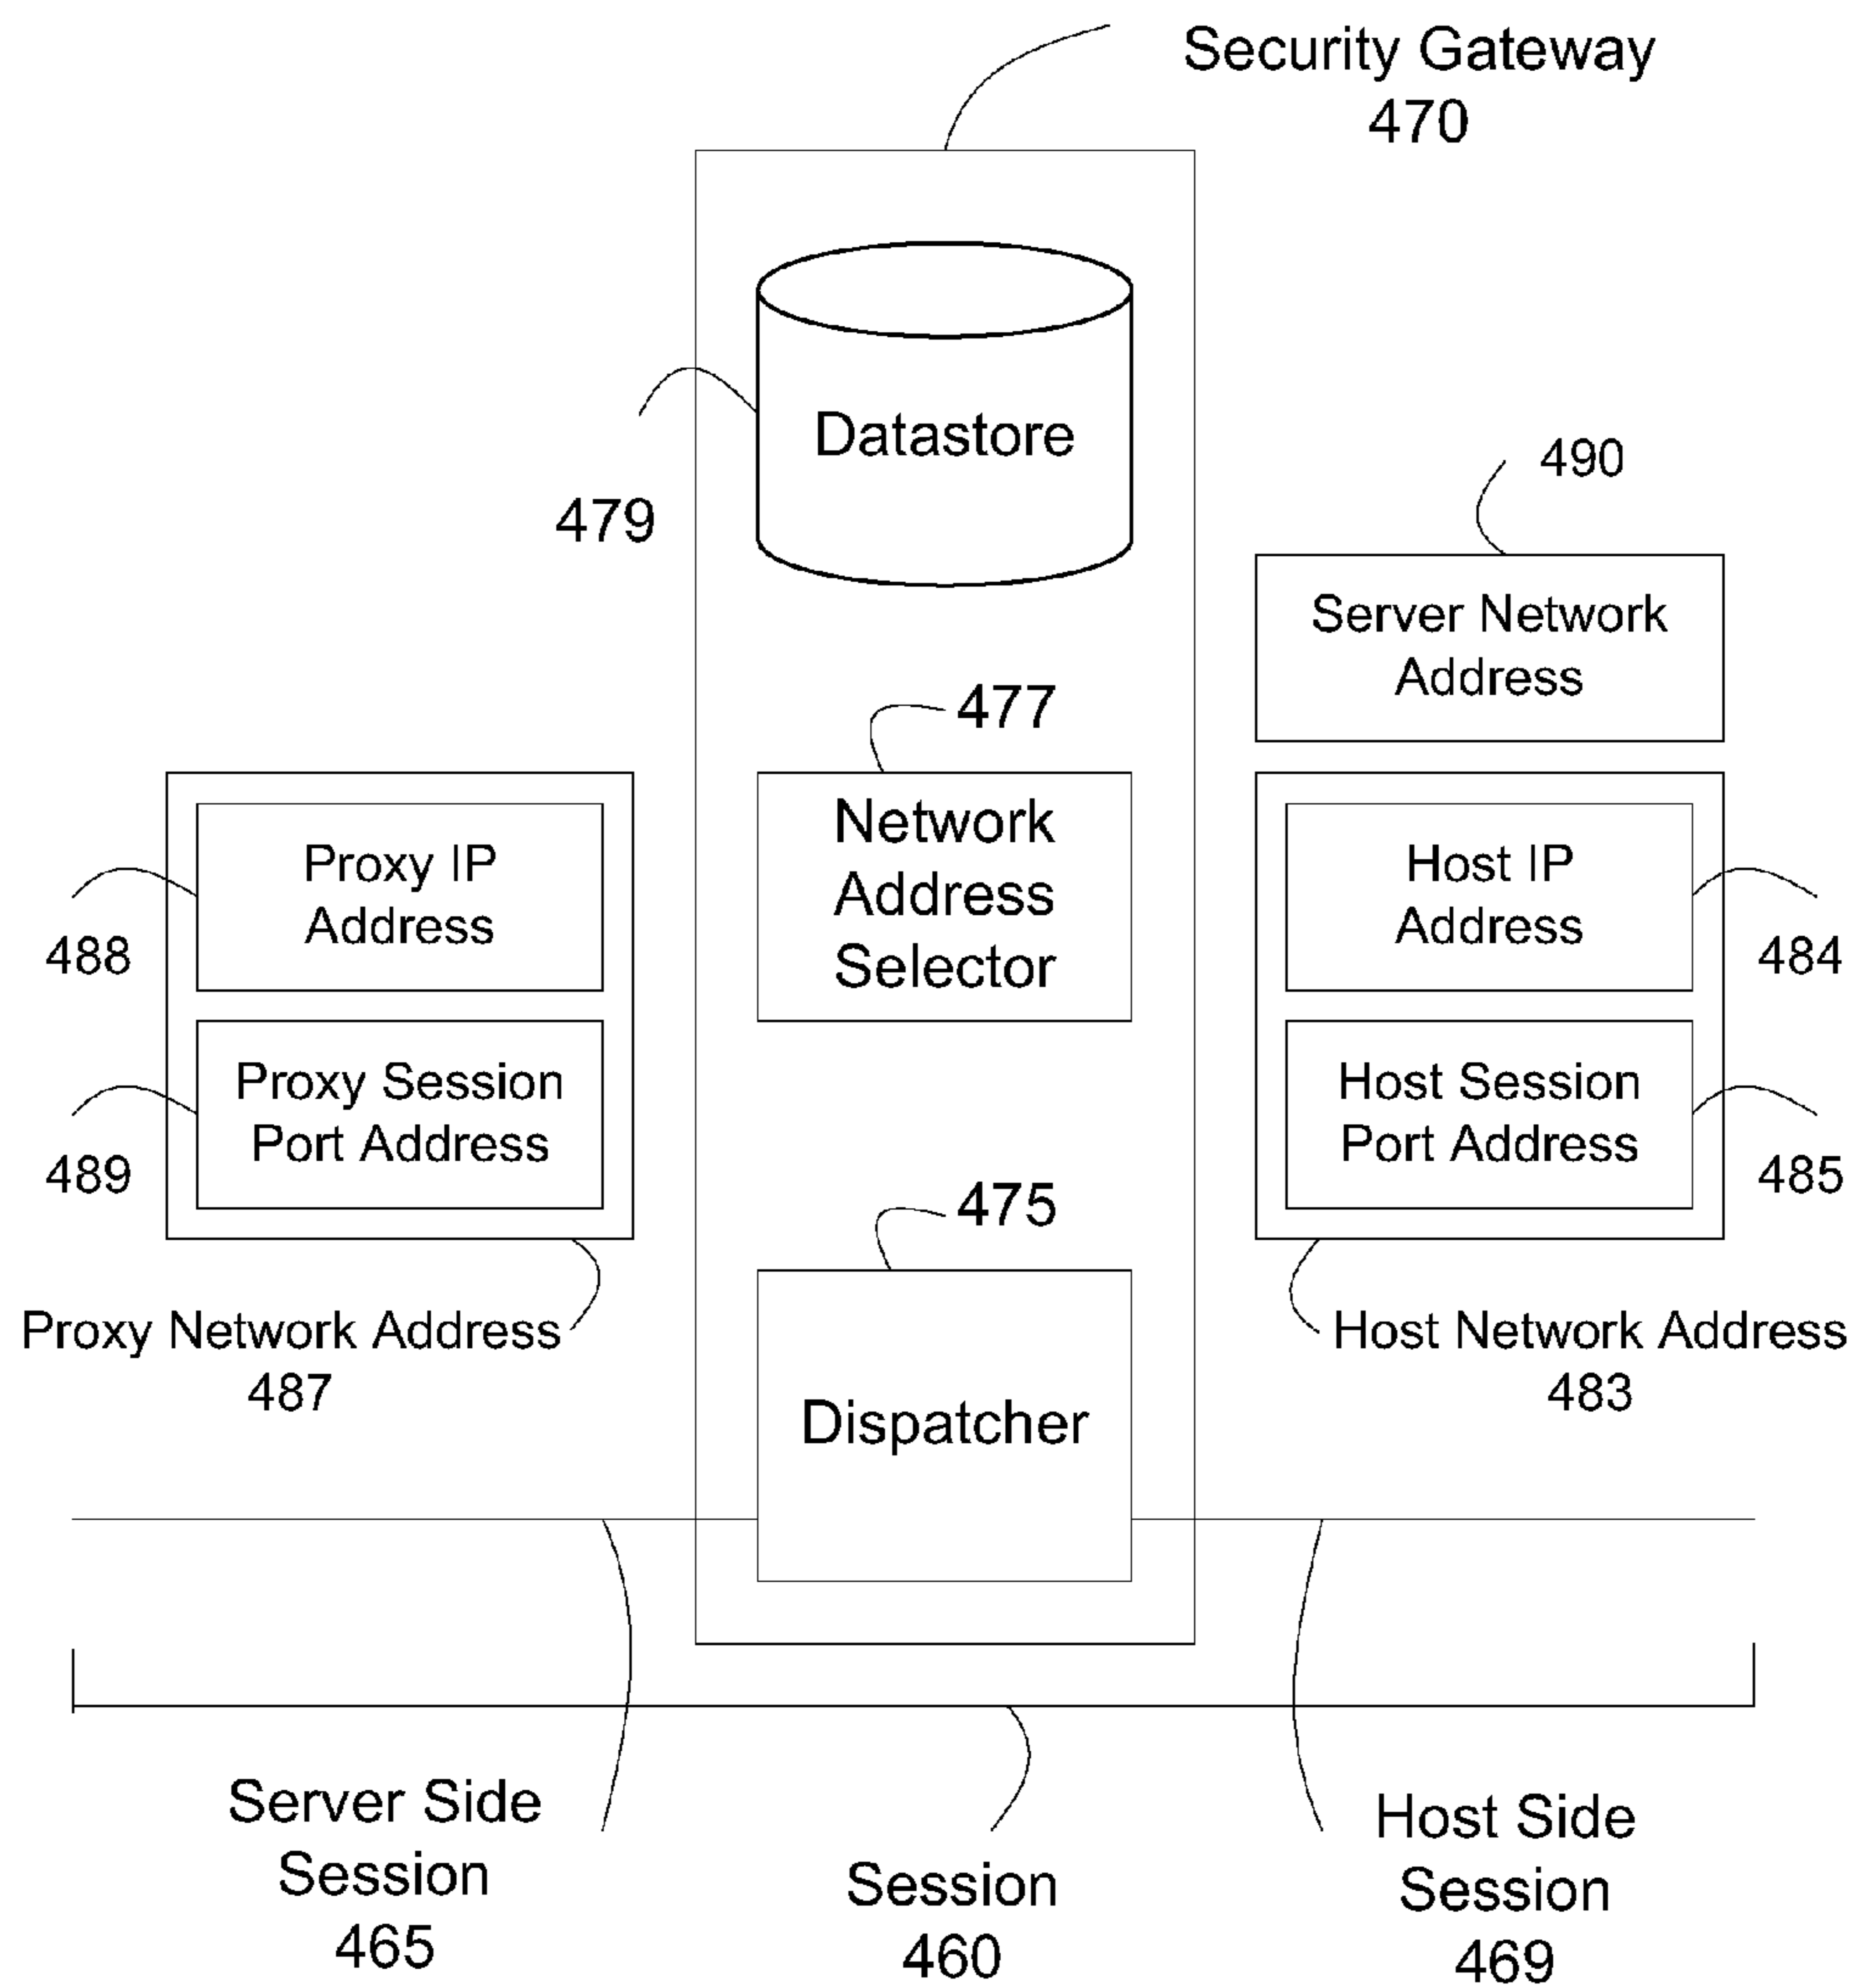 Security Gateway
470
Datastore
479
490
Server Network
Address
477
Network
Address
Selector
Proxy IP
Address
488
Proxy Session
Port Address
489
Host IP
Address
484
Host Session
Port Address
485
475
Proxy Network Address
487
Host Network Address
483
Dispatcher
Server Side
Session
465
Session
460
Host Side
Session
469